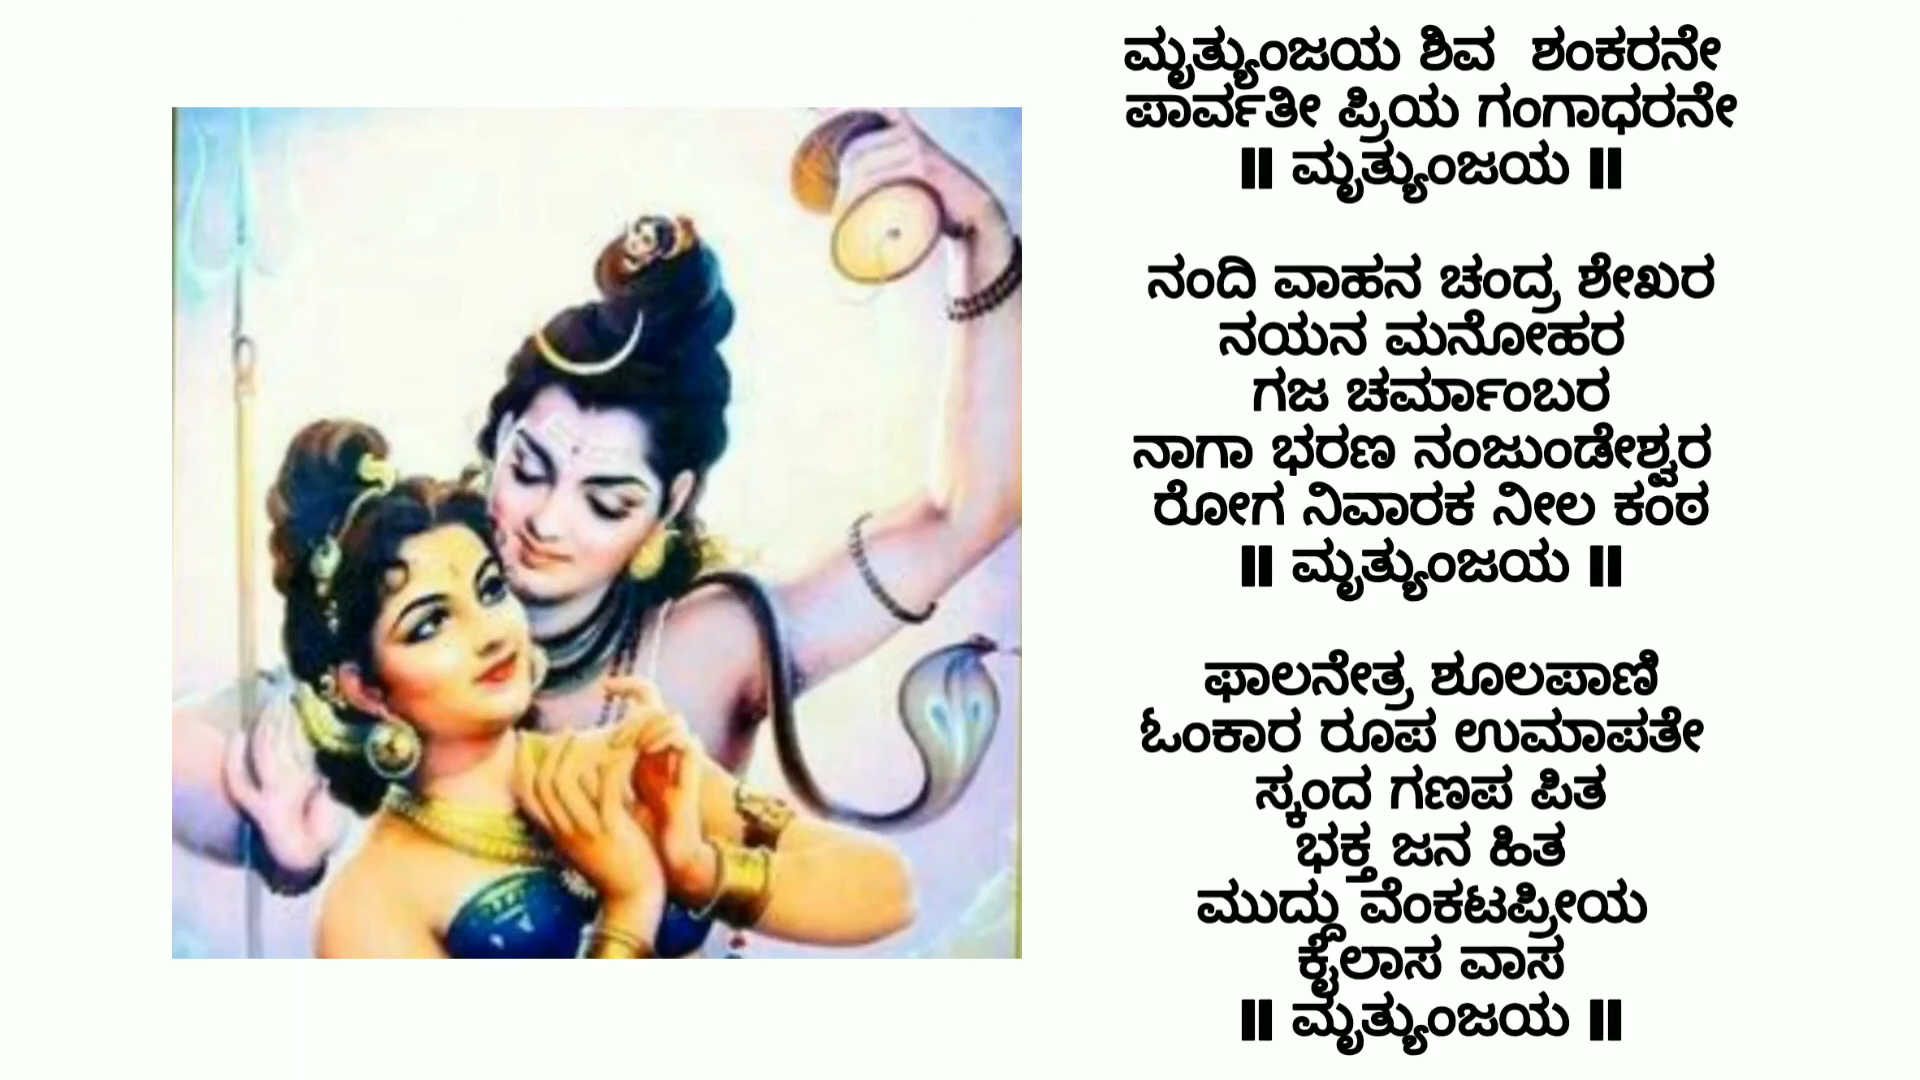 ಮೃತ್ಯುಂಜಯ ಶಿವ ಶಂಕರನೇ
ಪಾರ್ವತೀ ಪ್ರಿಯ ಗಂಗಾಧರನೇ
॥ ಮೃತ್ಯುಂಜಯ ॥
ನಂದಿ ವಾಹನ ಚಂದ್ರ ಶೇಖರ
ನಯನ ಮನೋಹರ
ಗಜ ಚರ್ಮಾಂಬರ
ನಾಗಾ ಭರಣ ನಂಜುಂಡೇಶ್ವರ
ರೋಗ ನಿವಾರಕ ನೀಲ ಕಂಠ
॥ ಮೃತ್ಯುಂಜಯ ॥
ಫಾಲನೇತ್ರ ಶೂಲಪಾಣಿ
ಓಂಕಾರ ರೂಪ ಉಮಾಪತೇ
ಸ್ಕಂದ ಗಣಪ ಪಿತ
ಭಕ್ತ ಜನ ಹಿತ
ಮುದ್ದು ವೆಂಕಟಪ್ರೀಯ
ಕೈಲಾಸ ವಾಸ
॥ ಮೃತ್ಯುಂಜಯ ॥